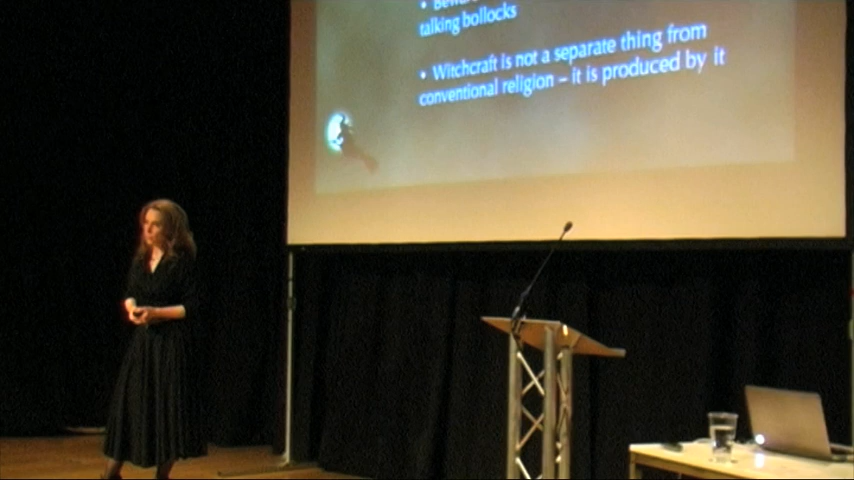 talking bollocks
• Witchcraft is not a separate thing from
conventional religion – it is produced by it